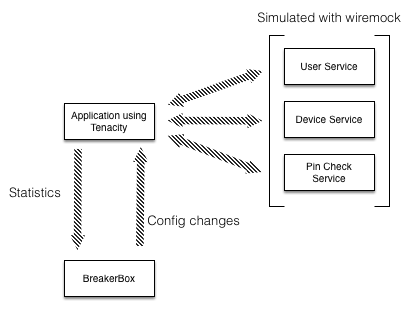 Simulated with wiremock
User Service
Application using
Tenacity
Device Service
Pin Check
Service
Statistics
Config changes
BreakerBox